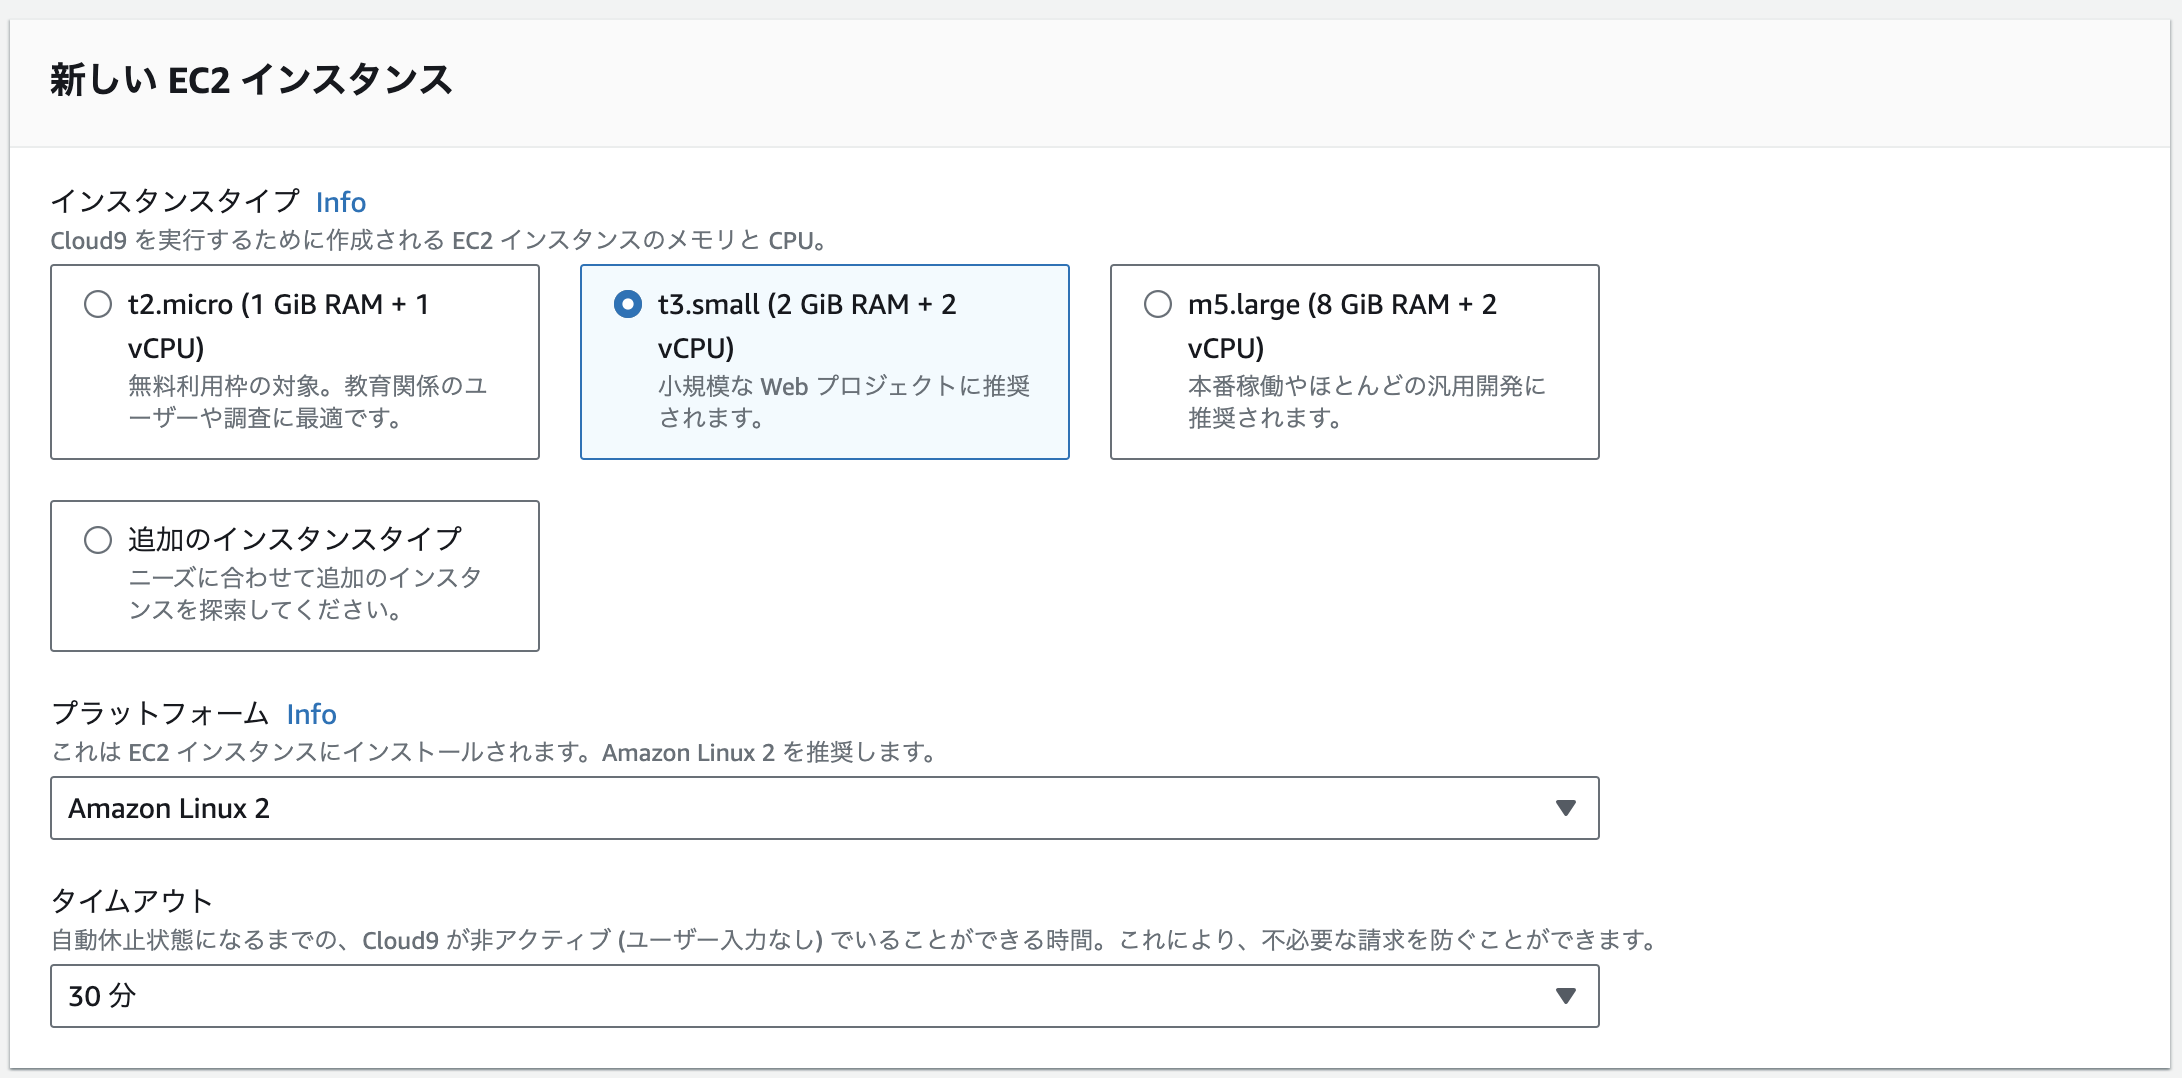 新しい EC2 インスタンス
インスタンスタイプ Info
Cloud9 を実行するために作成される EC2 インスタンスのメモリと CPU。
t2.micro (1 GiB RAM + 1
vCPU)
無料利用枠の対象。教育関係のユ
ーザーや調査に最適です。
t3.small (2 GiB RAM + 2
vCPU)
小規模な Web プロジェクトに推奨
されます。
m5.large (8 GiB RAM + 2
vCPU)
本番稼働やほとんどの汎用開発に
推奨されます。
追加のインスタンスタイプ
ニーズに合わせて追加のインスタ
ンスを探索してください。
プラットフォーム Info
これは EC2 インスタンスにインストールされます。Amazon Linux 2 を推奨します。
Amazon Linux 2
タイムアウト
自動休止状態になるまでの、Cloud9 が非アクティブ (ユーザー入力なし) でいることができる時間。これにより、不必要な請求を防ぐことができます。
30 分